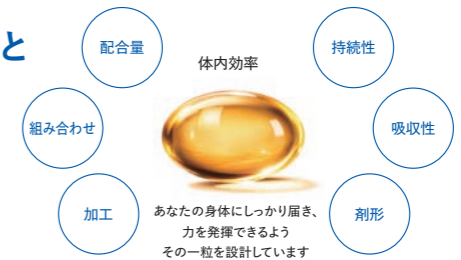 と
配合量
組み合わせ
加工
体内効率
持続性
吸収性
剤形
あなたの身体にしっかり届き、
力を発揮できるよう
その一粒を設計しています